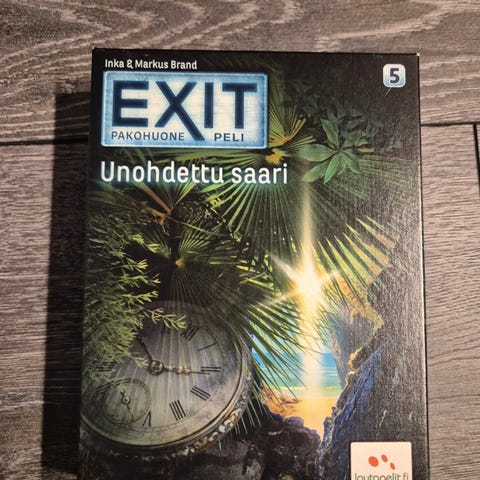 Inka & Markus Brand
5
EXIT
PAKOHUONE PELI
Unohdettu saari
lautapelit.fi